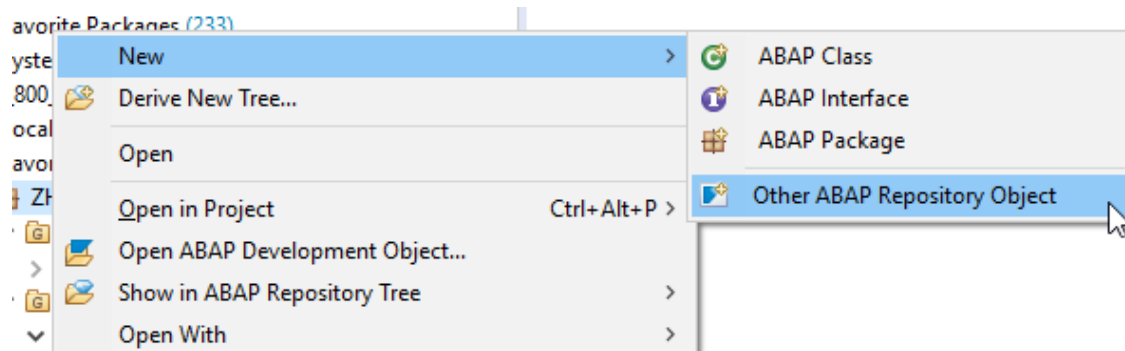 avorite Packages (233)
yste
New >
ABAP Class
_800_
Derive New Tree...
ABAP Interface
ocal
ABAP Package
Open
avor
ZH
Other ABAP Repository Object
Open in Project Ctrl+Alt+P >
G
Open ABAP Development Object...
>
G
Show in ABAP Repository Tree >
Open With >